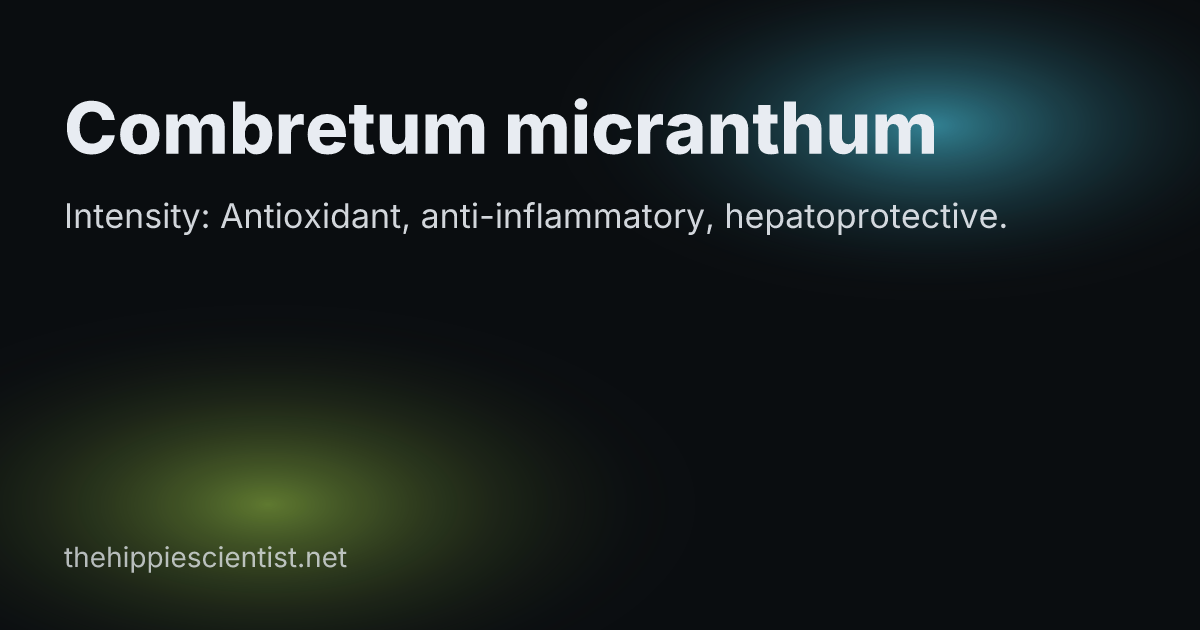 Combretum micranthum
Intensity: Antioxidant, anti-inflammatory, hepatoprotective.
thehippiescientist.net